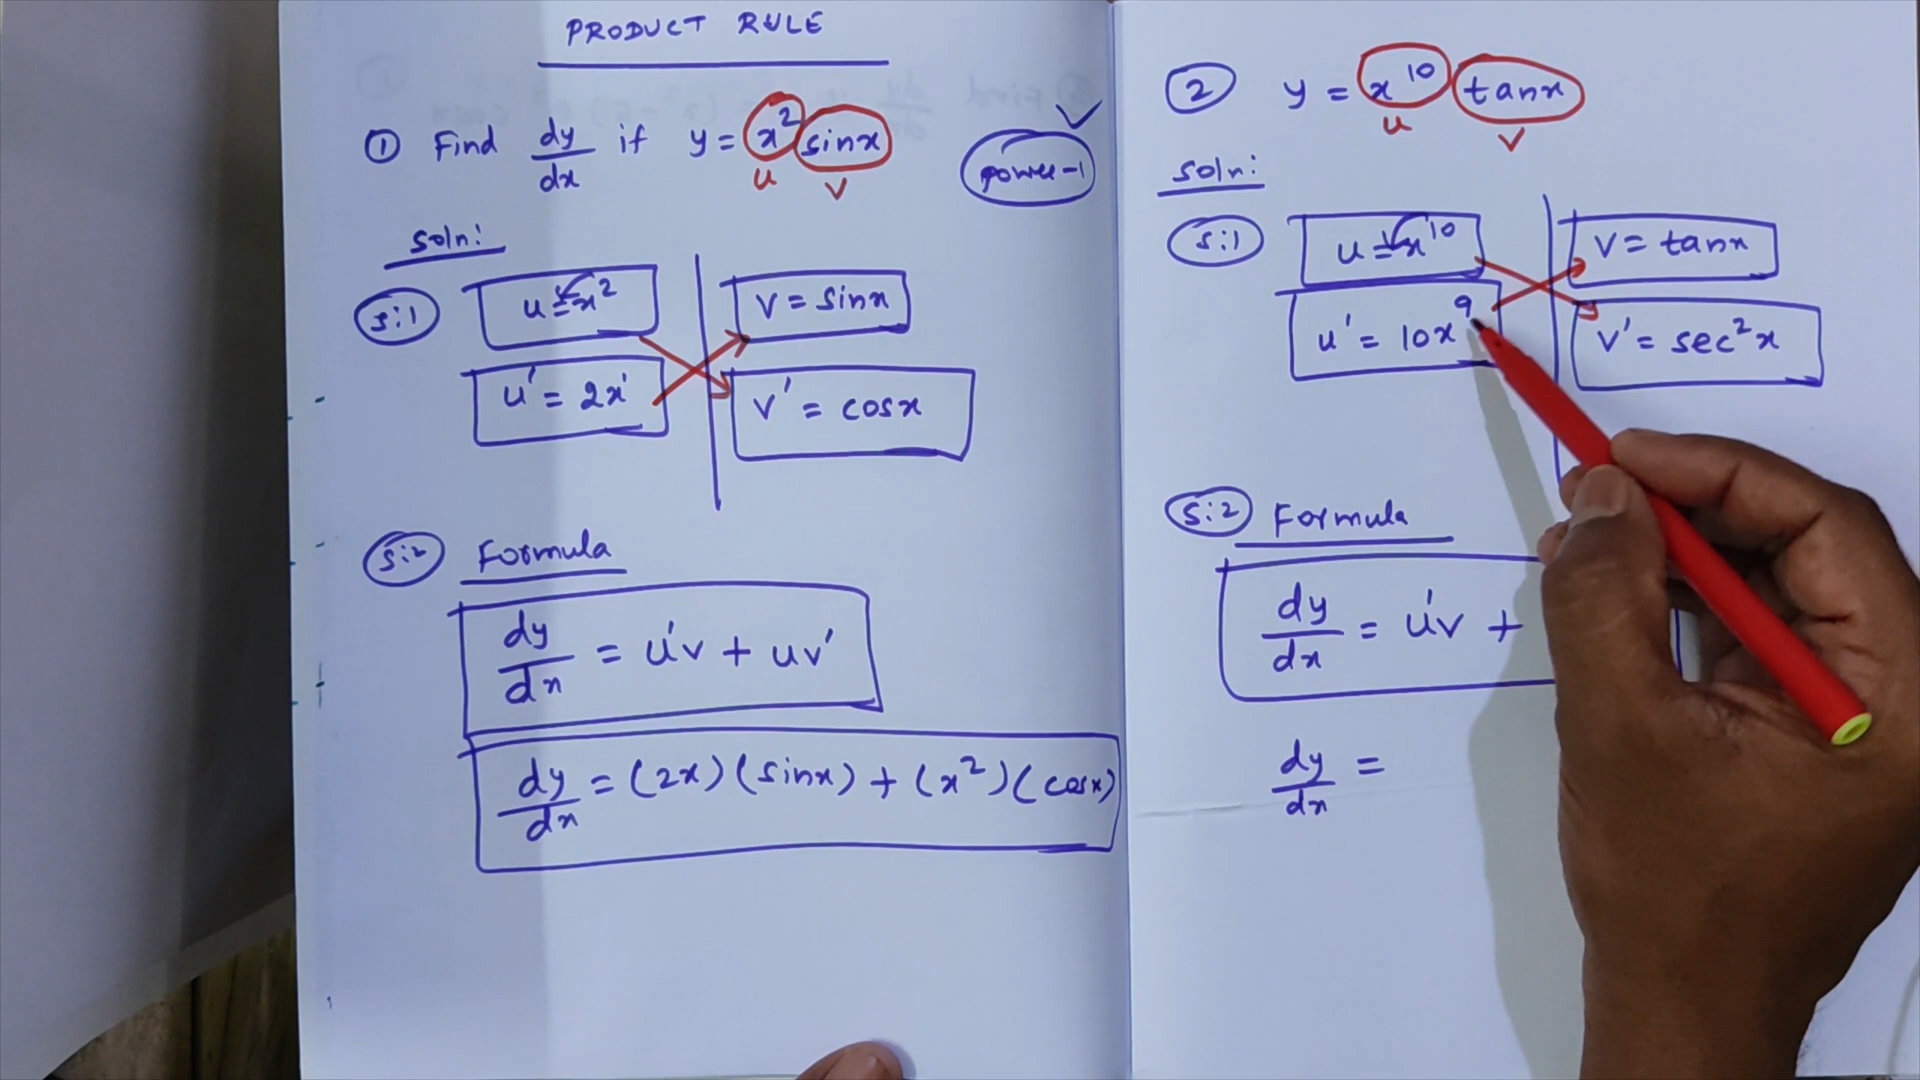 PRODUCT RULE
① Find dy/dx if y = x² sinx
u v
power-1
Soln:
S:1 u = x² v = sinx
u' = 2x' v' = cosx
S:2 Formula
dy/dx = u'v + uv'
dy/dx = (2x)(sinx) + (x²)(cosx)
② y = x¹⁰ tanx
u v
Soln:
S:1 u = x¹⁰ v = tanx
u' = 10x⁹ v' = sec²x
S:2 Formula
dy/dx = u'v +
dy/dx =